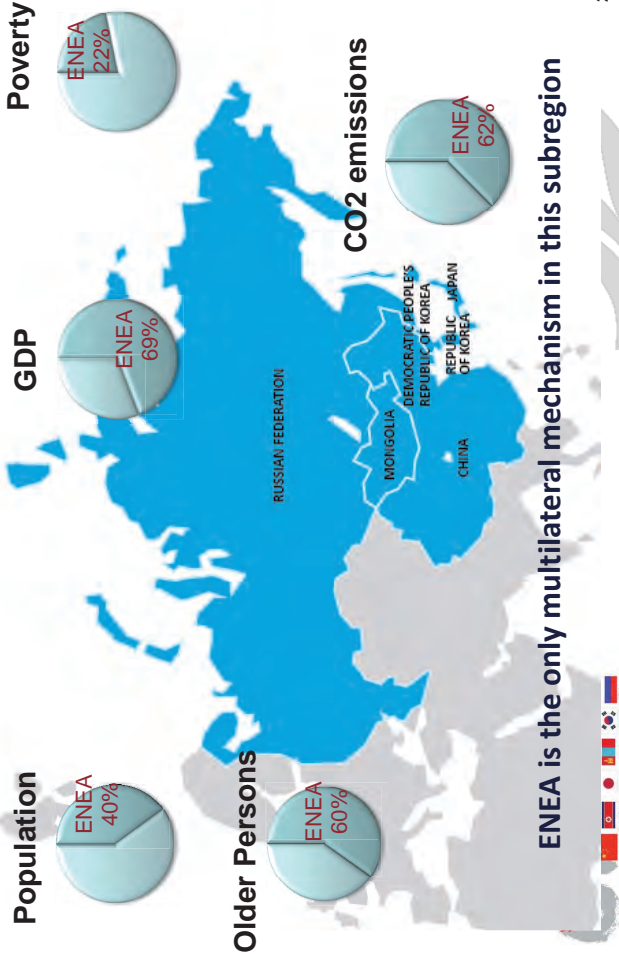 Population
ENEA
40%
GDP
ENEA
69%
Poverty
ENEA
22%
Older Persons
ENEA
60%
CO2 emissions
ENEA
62%
RUSSIAN FEDERATION
MONGOLIA
DEMOCRATIC PEOPLE'S
REPUBLIC OF KOREA
REPUBLIC
OF KOREA
JAPAN
CHINA
ENEA is the only multilateral mechanism in this subregion
2